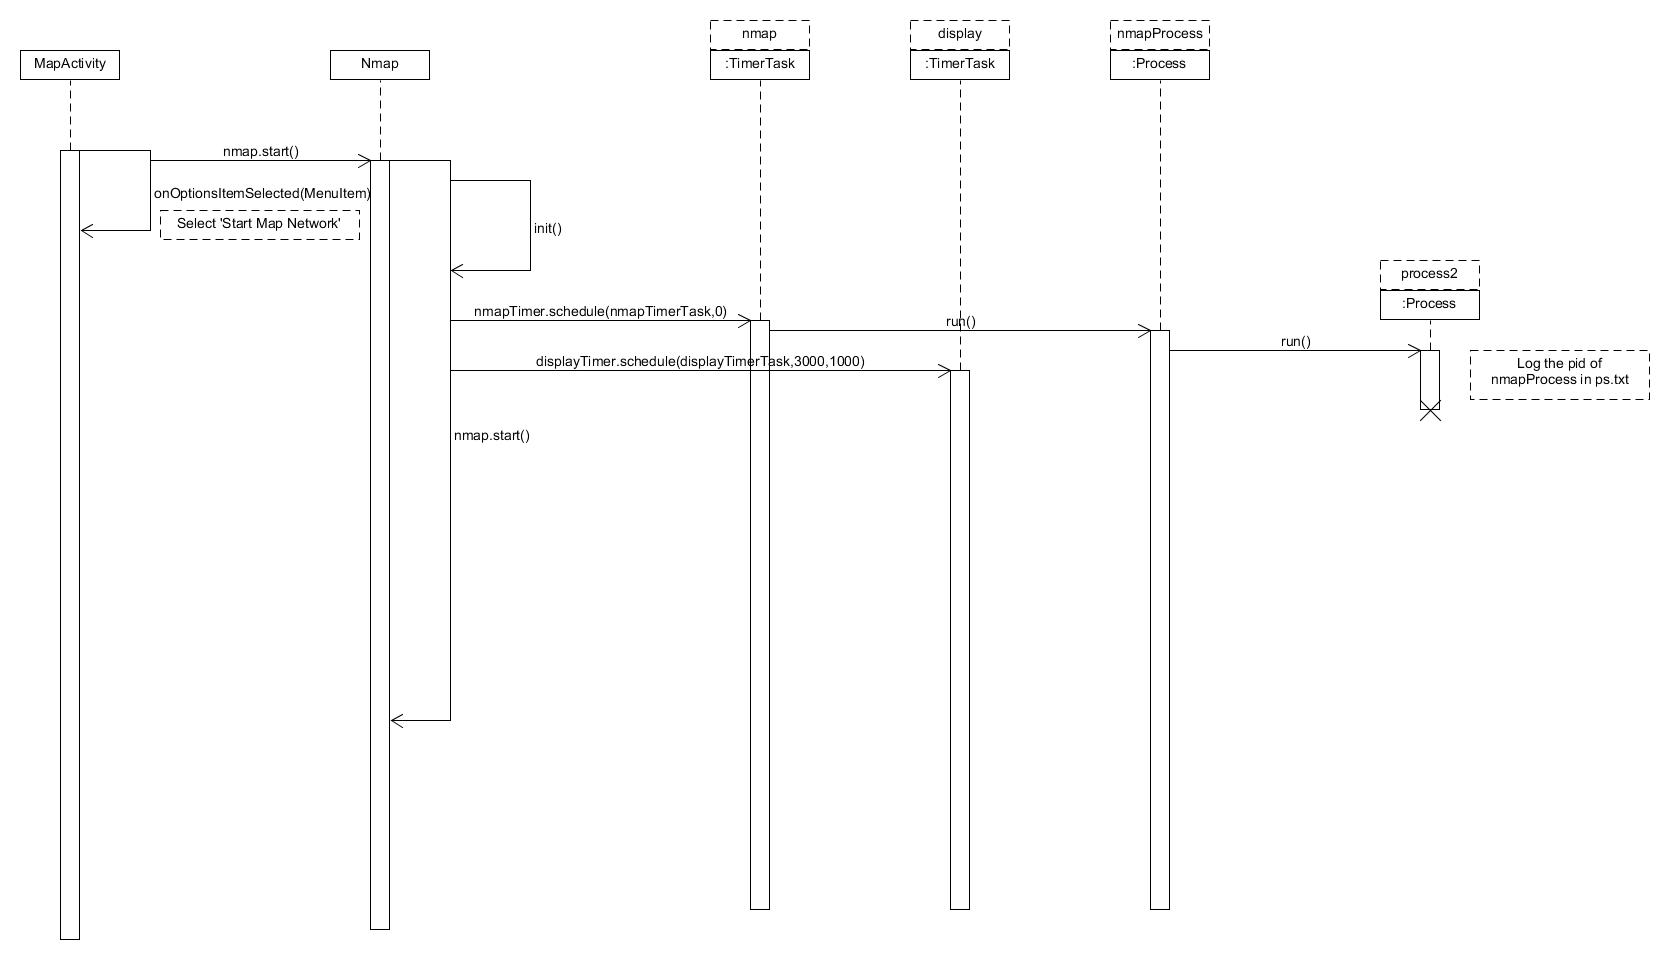 nmap
display
nmapProcess
MapActivity
Nmap
:TimerTask
:TimerTask
:Process
nmap.start()
onOptionsItemSelected(MenuItem)
Select 'Start Map Network'
init()
process2
:Process
nmapTimer.schedule(nmapTimerTask,0)
run()
run()
displayTimer.schedule(displayTimerTask,3000,1000)
Log the pid of
nmapProcess in ps.txt
nmap.start()